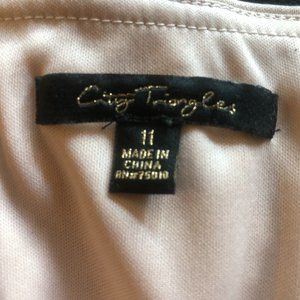 City Triangles
11
MADE IN
CHINA
RN#75910